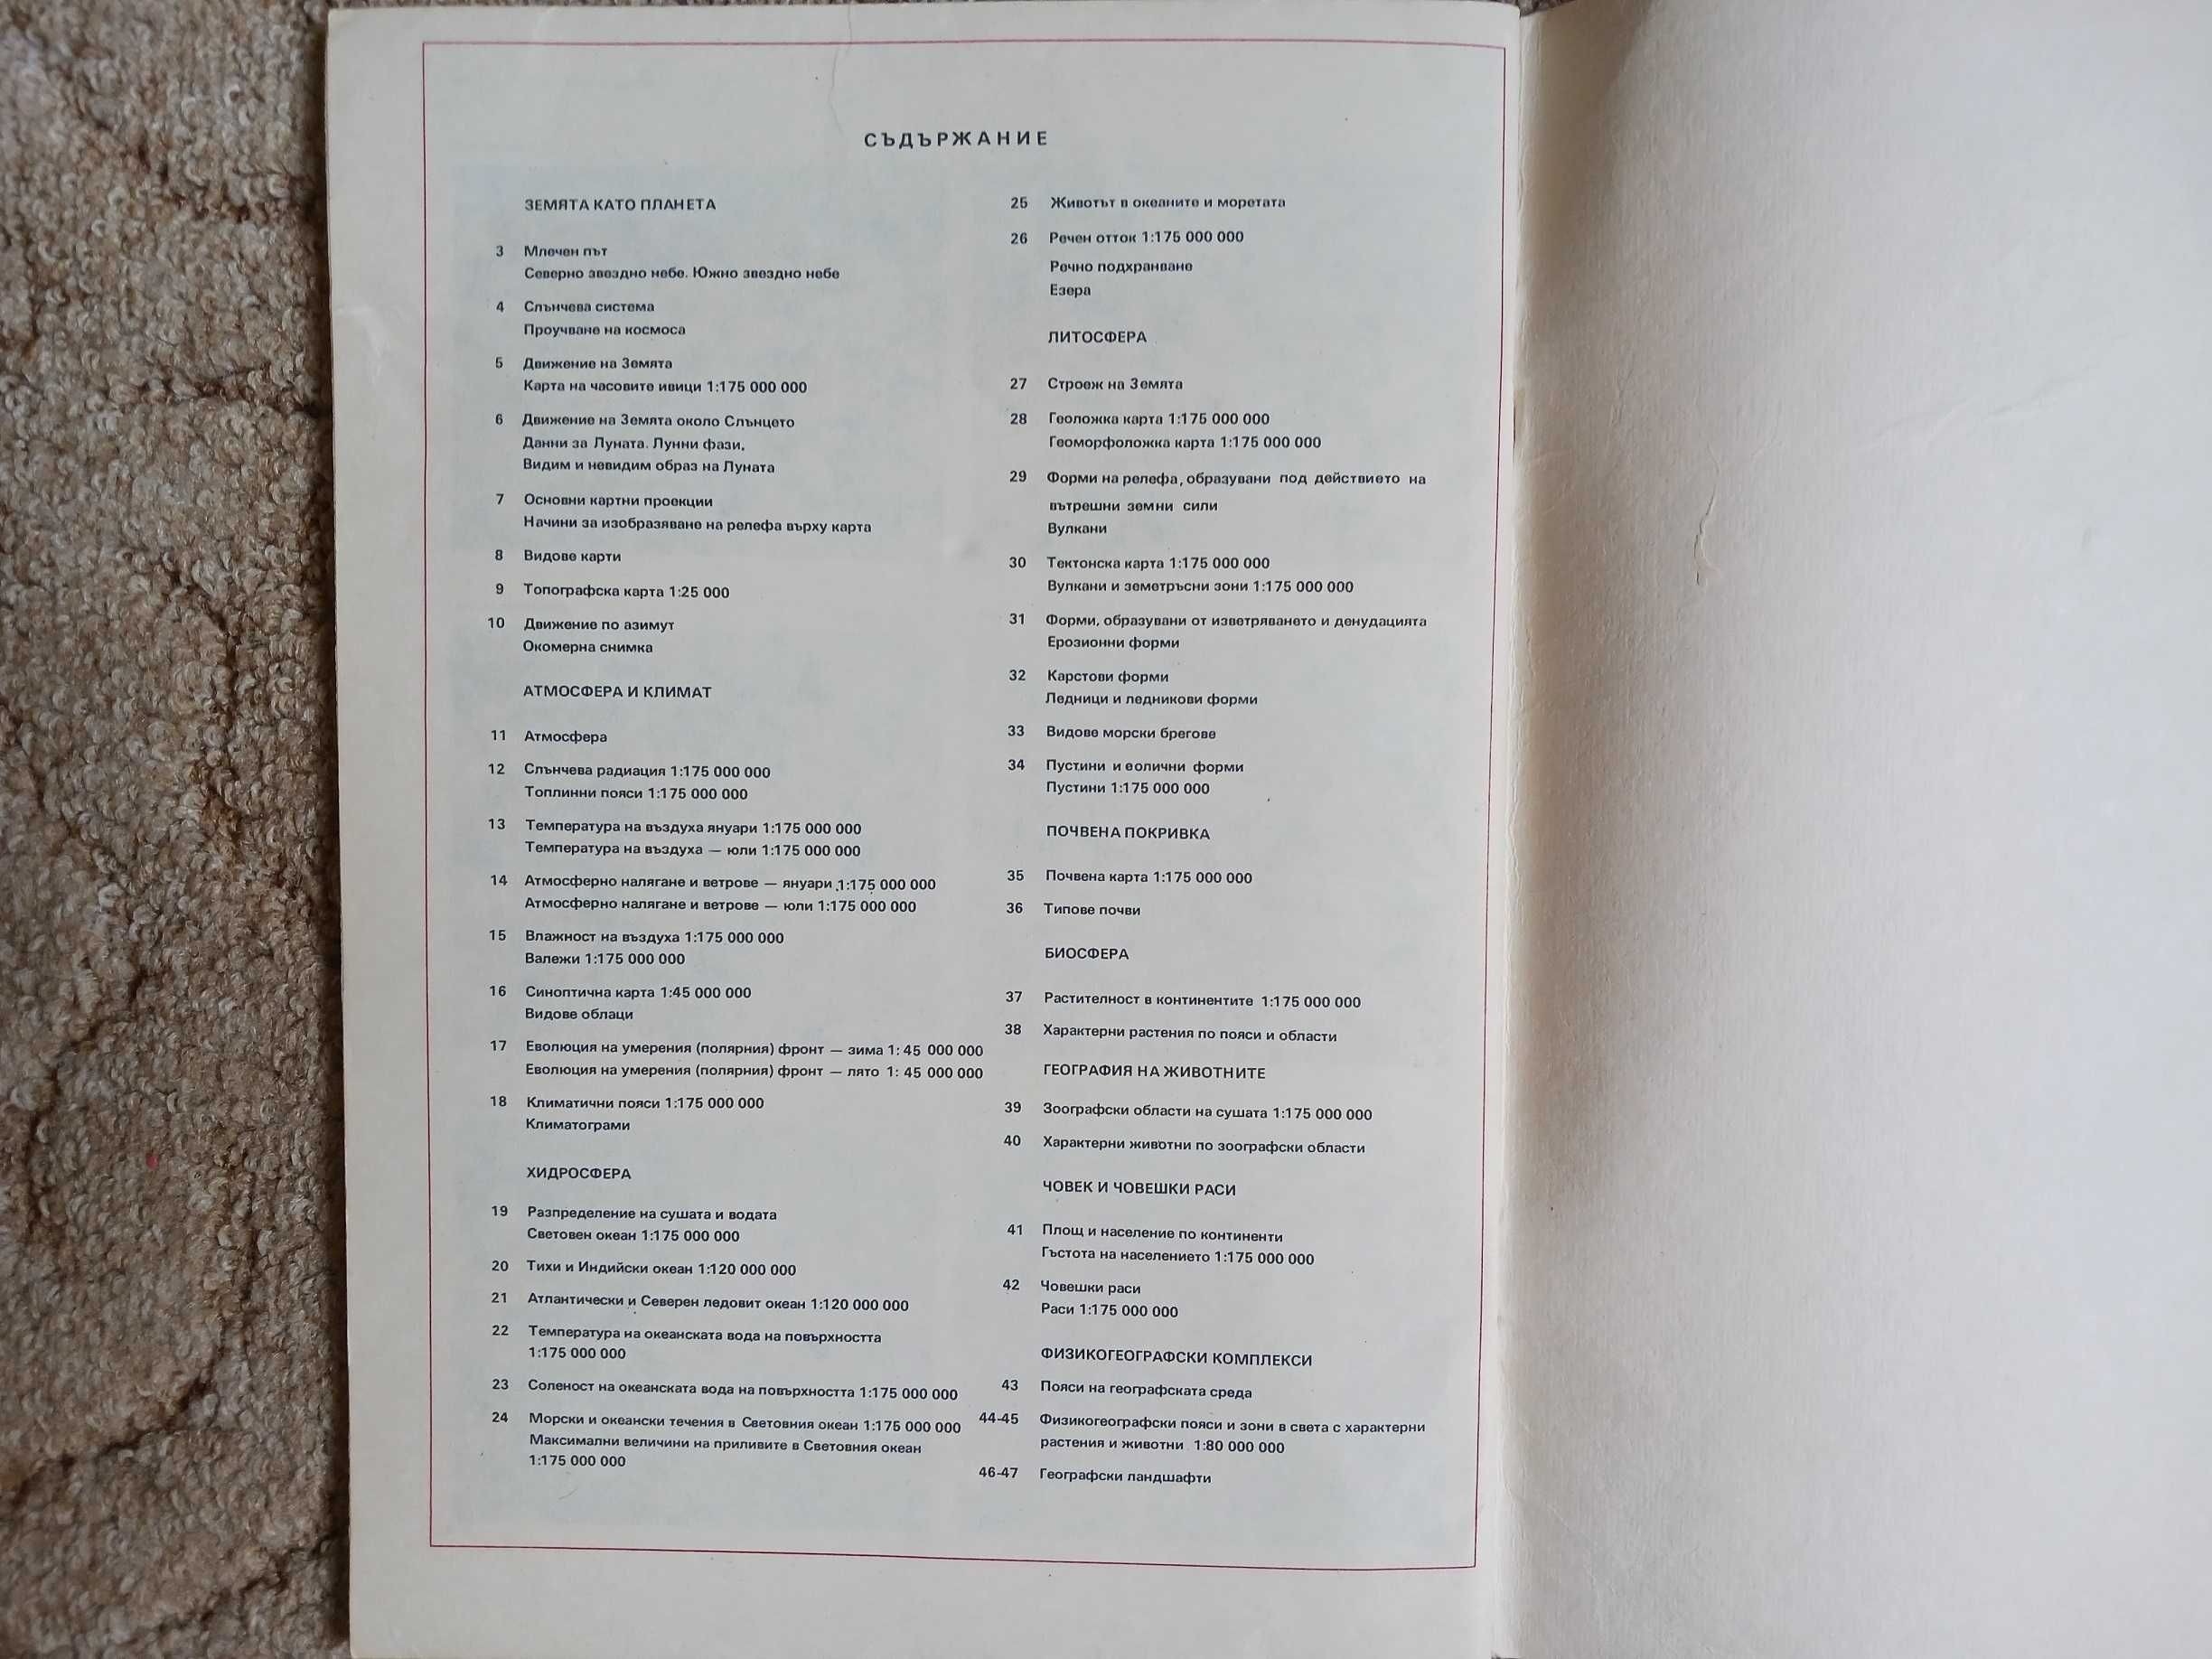 СЪДЪРЖАНИЕ
ЗЕМЯТА КАТО ПЛАНЕТА
3 Млечен път
Северно звездно небе. Южно звездно небе
4 Слънчева система
Проучване на космоса
5 Движение на Земята
Карта на часовите ивици 1:175 000 000
6 Движение на Земята около Слънцето
Данни за Луната. Лунни фази.
Видим и невидим образ на Луната
7 Основни картни проекции
Начини за изобразяване на релефа върху карта
8 Видове карти
9 Топографска карта 1:25 000
10 Движение по азимут
Окомерна снимка
АТМОСФЕРА И КЛИМАТ
11 Атмосфера
12 Слънчева радиация 1:175 000 000
Топлинни пояси 1:175 000 000
13 Температура на въздуха януари 1:175 000 000
Температура на въздуха — юли 1:175 000 000
14 Атмосферно налягане и ветрове — януари 1:175 000 000
Атмосферно налягане и ветрове — юли 1:175 000 000
15 Влажност на въздуха 1:175 000 000
Валежи 1:175 000 000
16 Синоптична карта 1:45 000 000
Видове облаци
17 Еволюция на умерения (полярния) фронт — зима 1: 45 000 000
Еволюция на умерения (полярния) фронт — лято 1: 45 000 000
18 Климатични пояси 1:175 000 000
Климатограми
ХИДРОСФЕРА
19 Разпределение на сушата и водата
Световен океан 1:175 000 000
20 Тихи и Индийски океан 1:120 000 000
21 Атлантически и Северен ледовит океан 1:120 000 000
22 Температура на океанската вода на повърхността
1:175 000 000
23 Соленост на океанската вода на повърхността 1:175 000 000
24 Морски и океански течения в Световния океан 1:175 000 000
Максимални величини на приливите в Световния океан
1:175 000 000
25 Животът в океаните и моретата
26 Речен отток 1:175 000 000
Речно подхранване
Езера
ЛИТОСФЕРА
27 Строеж на Земята
28 Геоложка карта 1:175 000 000
Геоморфоложка карта 1:175 000 000
29 Форми на релефа, образувани под действието на
вътрешни земни сили
Вулкани
30 Тектонска карта 1:175 000 000
Вулкани и земетръсни зони 1:175 000 000
31 Форми, образувани от изветряването и денудацията
Ерозионни форми
32 Карстови форми
Ледници и ледникови форми
33 Видове морски брегове
34 Пустини и еолични форми
Пустини 1:175 000 000
ПОЧВЕНА ПОКРИВКА
35 Почвена карта 1:175 000 000
36 Типове почви
БИОСФЕРА
37 Растителност в континентите 1:175 000 000
38 Характерни растения по пояси и области
ГЕОГРАФИЯ НА ЖИВОТНИТЕ
39 Зоографски области на сушата 1:175 000 000
40 Характерни животни по зоографски области
ЧОВЕК И ЧОВЕШКИ РАСИ
41 Площ и население по континенти
Гъстота на населението 1:175 000 000
42 Човешки раси
Раси 1:175 000 000
ФИЗИКОГЕОГРАФСКИ КОМПЛЕКСИ
43 Пояси на географската среда
44-45 Физикогеографски пояси и зони в света с характерни
растения и животни 1:80 000 000
46-47 Географски ландшафти